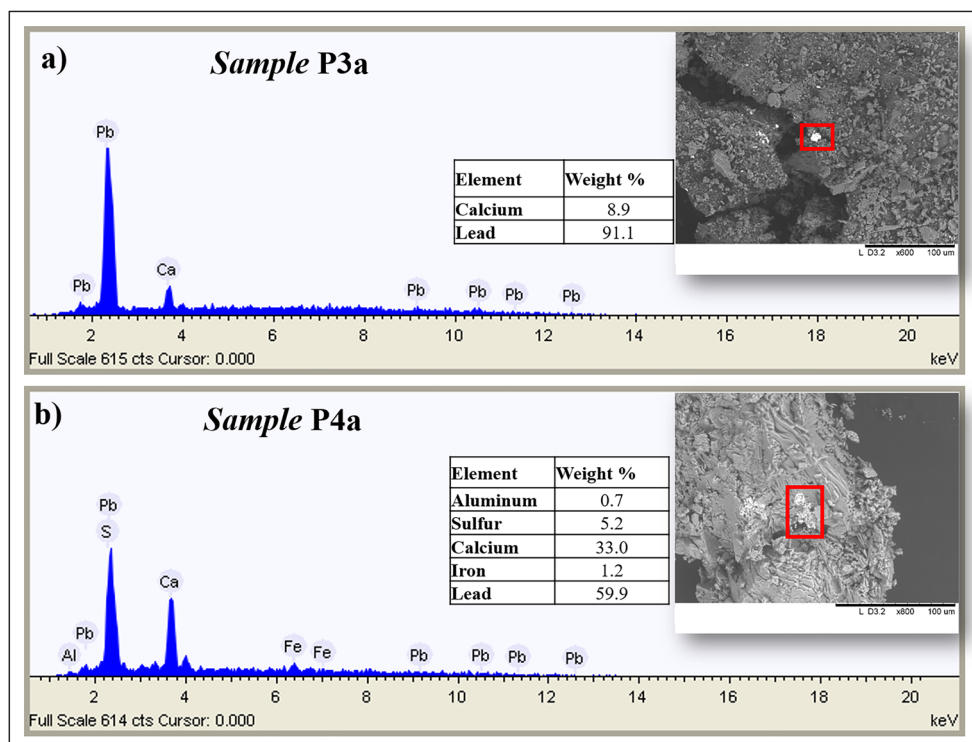 a)
Sample P3a
Pb
Pb
Ca
Pb
Pb
Pb
Pb
Element Weight %
Calcium 8.9
Lead 91.1
L D3.2 x600 100 um
2 4 6 8 10 12 14 16 18 20
Full Scale 615 cts Cursor: 0.000 keV
b)
Sample P4a
Pb
S
Ca
Pb
Al
Fe
Fe
Pb
Pb
Pb
Pb
Element Weight %
Aluminum 0.7
Sulfur 5.2
Calcium 33.0
Iron 1.2
Lead 59.9
L D3.2 x800 100 um
2 4 6 8 10 12 14 16 18 20
Full Scale 614 cts Cursor: 0.000 keV